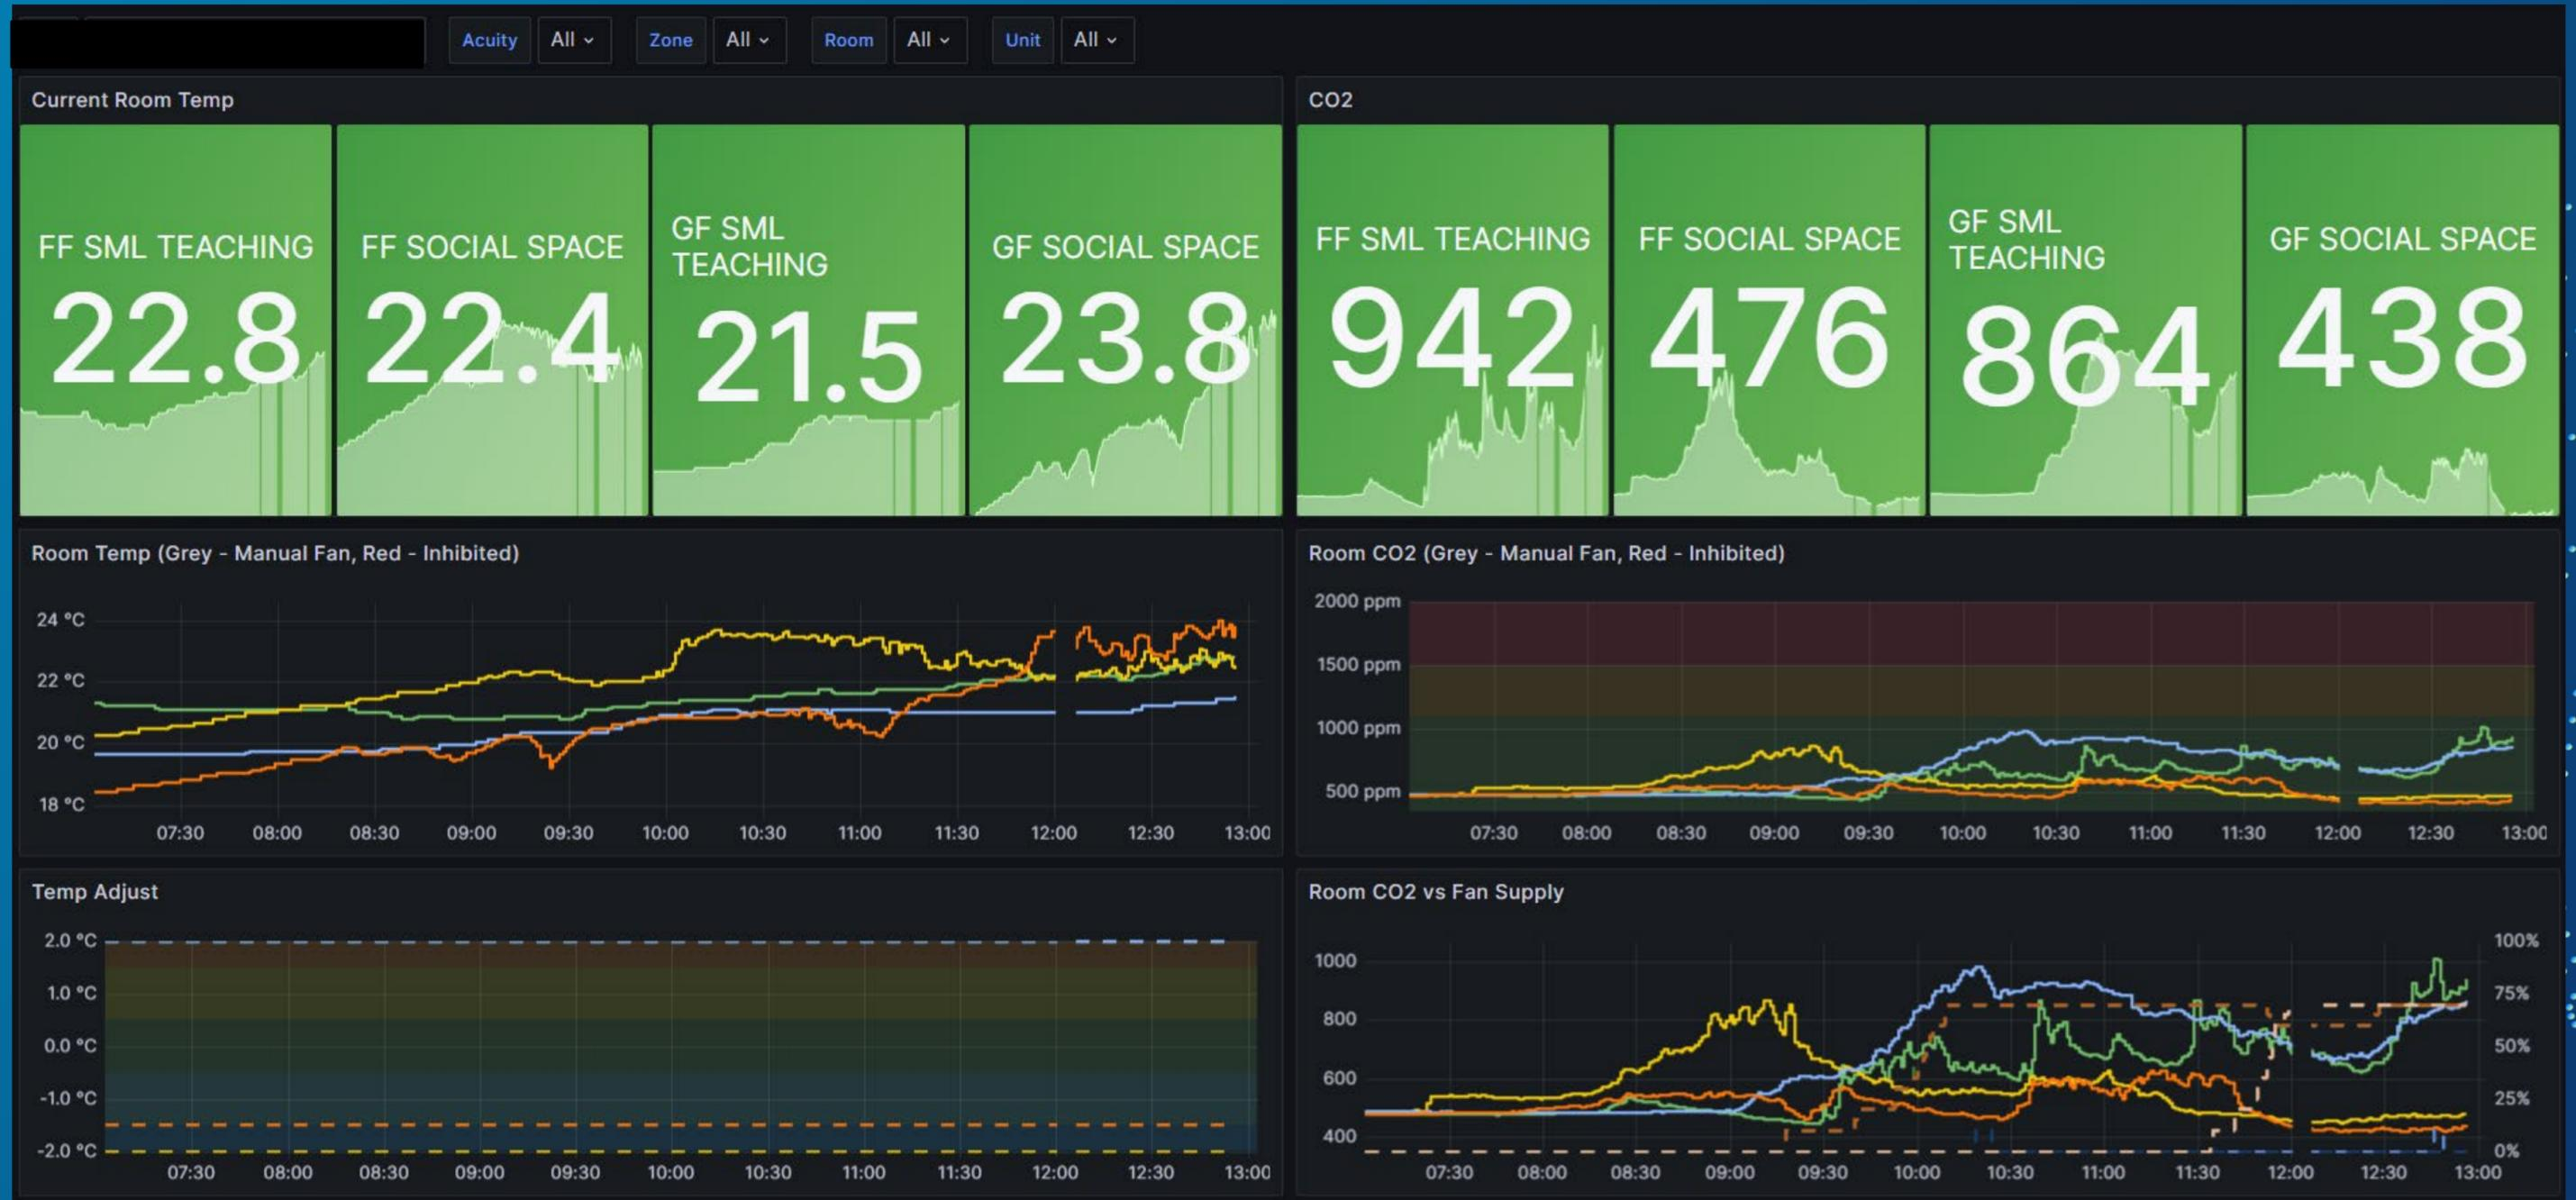 Acuity All Zone All Room All Unit All
Current Room Temp
FF SML TEACHING
22.8
FF SOCIAL SPACE
22.4
GF SML
TEACHING
21.5
GF SOCIAL SPACE
23.8
CO2
FF SML TEACHING
942
FF SOCIAL SPACE
476
GF SML
TEACHING
864
GF SOCIAL SPACE
438
Room Temp (Grey - Manual Fan, Red - Inhibited)
24 °C
22 °C
20 °C
18 °C
07:30 08:00 08:30 09:00 09:30 10:00 10:30 11:00 11:30 12:00 12:30 13:00
Room CO2 (Grey - Manual Fan, Red - Inhibited)
2000 ppm
1500 ppm
1000 ppm
500 ppm
07:30 08:00 08:30 09:00 09:30 10:00 10:30 11:00 11:30 12:00 12:30 13:00
Temp Adjust
2.0 °C
1.0 °C
0.0 °C
-1.0 °C
-2.0 °C
07:30 08:00 08:30 09:00 09:30 10:00 10:30 11:00 11:30 12:00 12:30 13:00
Room CO2 vs Fan Supply
1000
800
600
400
100%
75%
50%
25%
0%
07:30 08:00 08:30 09:00 09:30 10:00 10:30 11:00 11:30 12:00 12:30 13:00